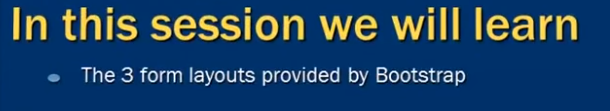 In this session we will learn
The 3 form layouts provided by Bootstrap